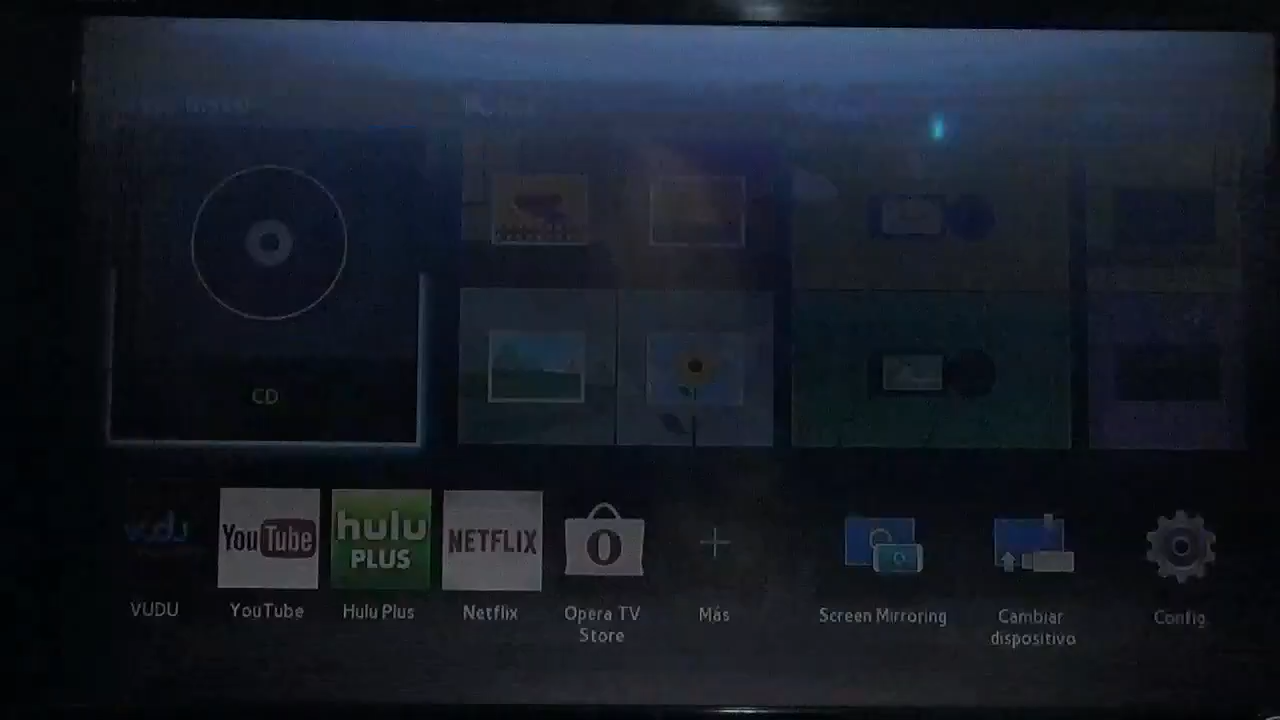 CD
vudu
YouTube
hulu
PLUS
NETFLIX
VUDU
YouTube
Hulu Plus
Netflix
Opera TV
Store
Más
Screen Mirroring
Cambiar
dispositivo
Config.